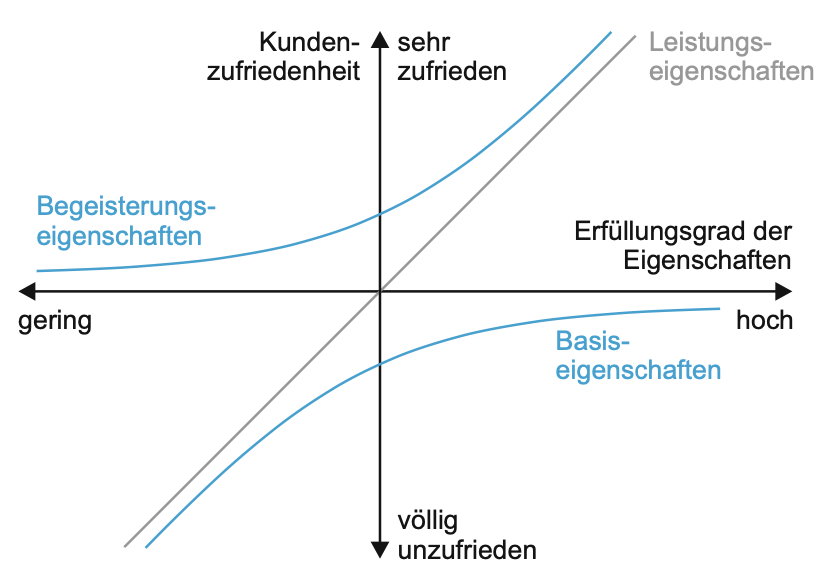 Kunden-
zufriedenheit
sehr
zufrieden
Leistungs-
eigenschaften
Begeisterungs-
eigenschaften
Erfüllungsgrad der
Eigenschaften
gering
hoch
Basis-
eigenschaften
völlig
unzufrieden